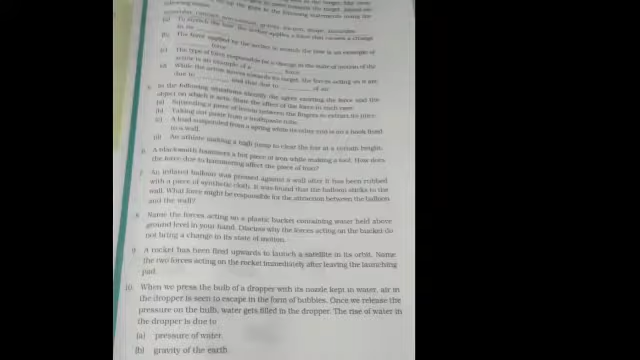 (a) To stretch the bow, the archer applies a force that causes a change
in its
(b) The force applied by the archer to stretch the bow is an example of
force.
(c) The type of force responsible for a change in the state of motion of the
arrow is an example of a force.
(d) While the arrow moves towards its target, the forces acting on it are
due to and that due to of air.
5. In the following situations identify the agent exerting the force and the
object on which it acts. State the effect of the force in each case.
(a) Squeezing a piece of lemon between the fingers to extract its juice.
(b) Taking out paste from a toothpaste tube.
(c) A load suspended from a spring while its other end is on a hook fixed
to a wall.
(d) An athlete making a high jump to clear the bar at a certain height.
6. A blacksmith hammers a hot piece of iron while making a tool. How does
the force due to hammering affect the piece of iron?
7. An inflated balloon was pressed against a wall after it has been rubbed
with a piece of synthetic cloth. It was found that the balloon sticks to the
wall. What force might be responsible for the attraction between the balloon
and the wall?
8. Name the forces acting on a plastic bucket containing water held above
ground level in your hand. Discuss why the forces acting on the bucket do
not bring a change in its state of motion.
9. A rocket has been fired upwards to launch a satellite in its orbit. Name
the two forces acting on the rocket immediately after leaving the launching
pad.
10. When we press the bulb of a dropper with its nozzle kept in water, air in
the dropper is seen to escape in the form of bubbles. Once we release the
pressure on the bulb, water gets filled in the dropper. The rise of water in
the dropper is due to
(a) pressure of water.
(b) gravity of the earth.